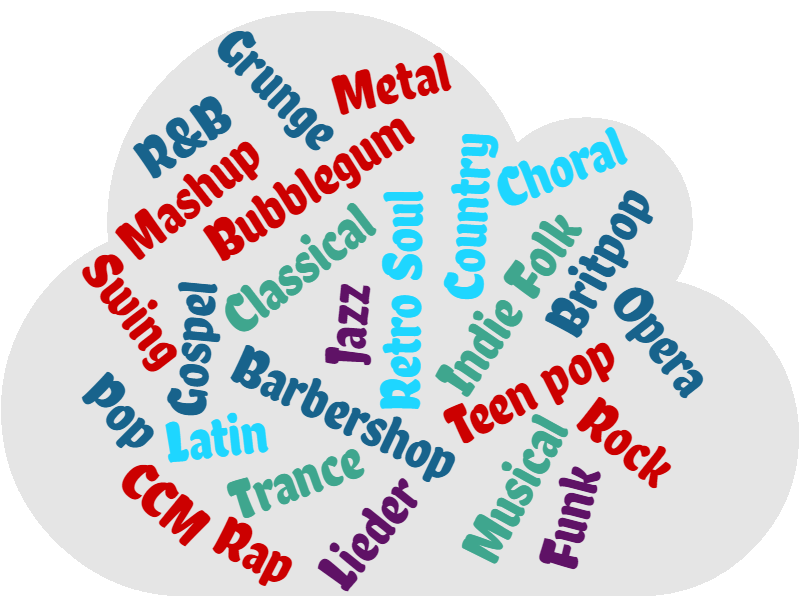 Grunge
Metal
R&B
Mashup
Bubblegum
Country
Choral
Classical
Retro Soul
Indie Folk
Britpop
Swing
Gospel
Jazz
Opera
Barbershop
Teen pop
Pop
Latin
Rock
Trance
Musical
CCM
Rap
Lieder
Funk